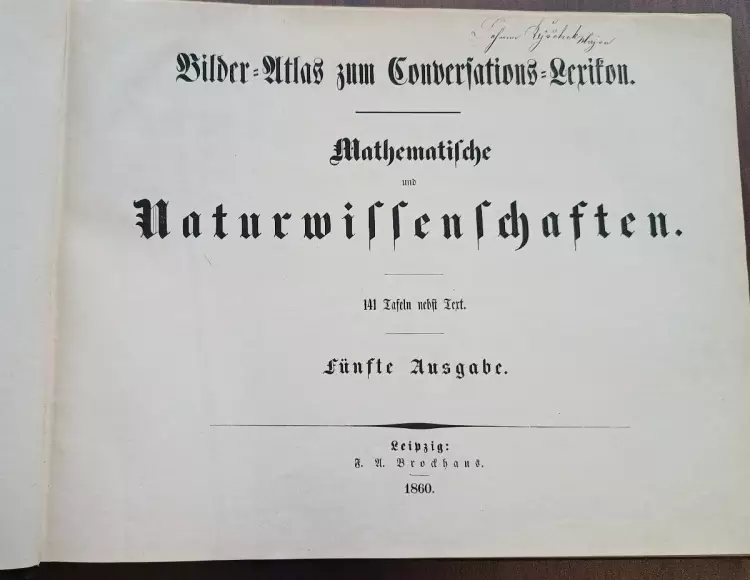 Bilder=Atlas zum Conversations=Lexikon.
Mathematische
und
Naturwissenschaften.
141 Tafeln nebst Text.
Fünfte Ausgabe.
Leipzig:
F. A. Brockhaus.
1860.